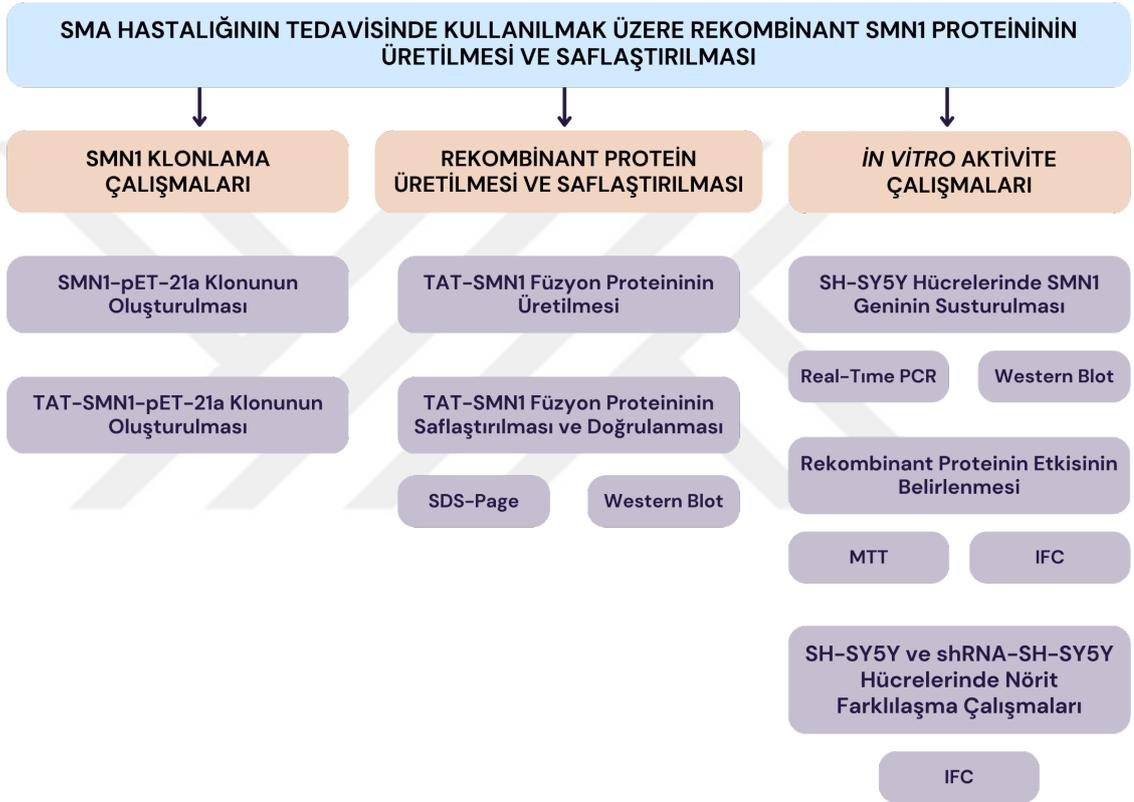 SMA HASTALIĞININ TEDAVİSİNDE KULLANILMAK ÜZERE REKOMBİNANT SMN1 PROTEİNİNİN
ÜRETİLMESİ VE SAFLAŞTIRILMASI
SMN1 KLONLAMA
ÇALIŞMALARI
SMN1-pET-21a Klonunun
Oluşturulması
TAT-SMN1-pET-21a Klonunun
Oluşturulması
REKOMBİNANT PROTEİN
ÜRETİLMESİ VE SAFLAŞTIRILMASI
TAT-SMN1 Füzyon Proteininin
Üretilmesi
TAT-SMN1 Füzyon Proteininin
Saflaştırılması ve Doğrulanması
SDS-Page
Western Blot
İN VİTRO AKTİVİTE
ÇALIŞMALARI
SH-SY5Y Hücrelerinde SMN1
Geninin Susturulması
Real-Tıme PCR
Western Blot
Rekombinant Proteinin Etkisinin
Belirlenmesi
MTT
IFC
SH-SY5Y ve shRNA-SH-SY5Y
Hücrelerinde Nörit
Farklılaşma Çalışmaları
IFC